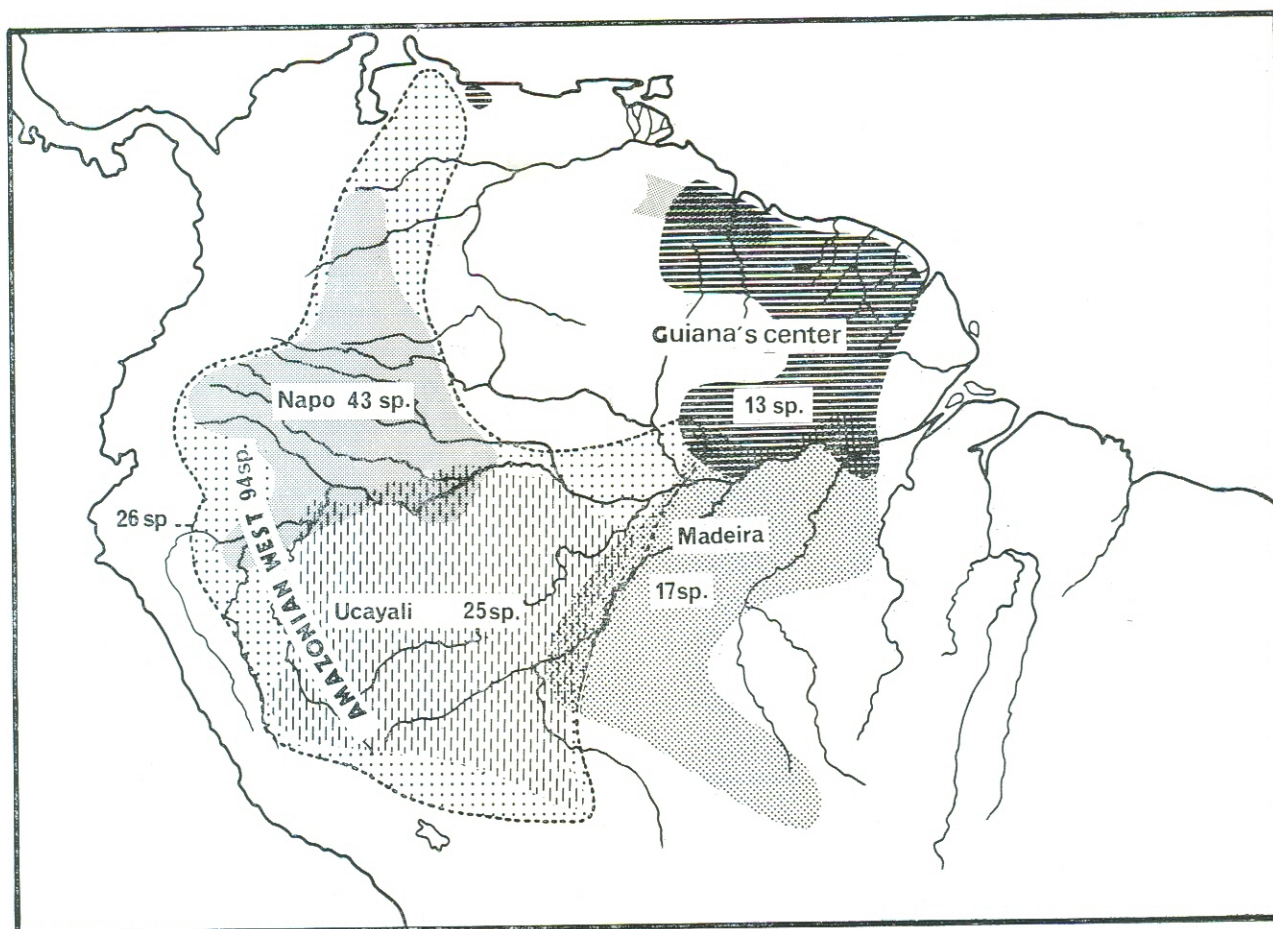 Guiana's center
Napo 43 sp.
13 sp.
AMAZONIAN WEST 94sp.
26 sp
Madeira
17sp.
Ucayali 25sp.